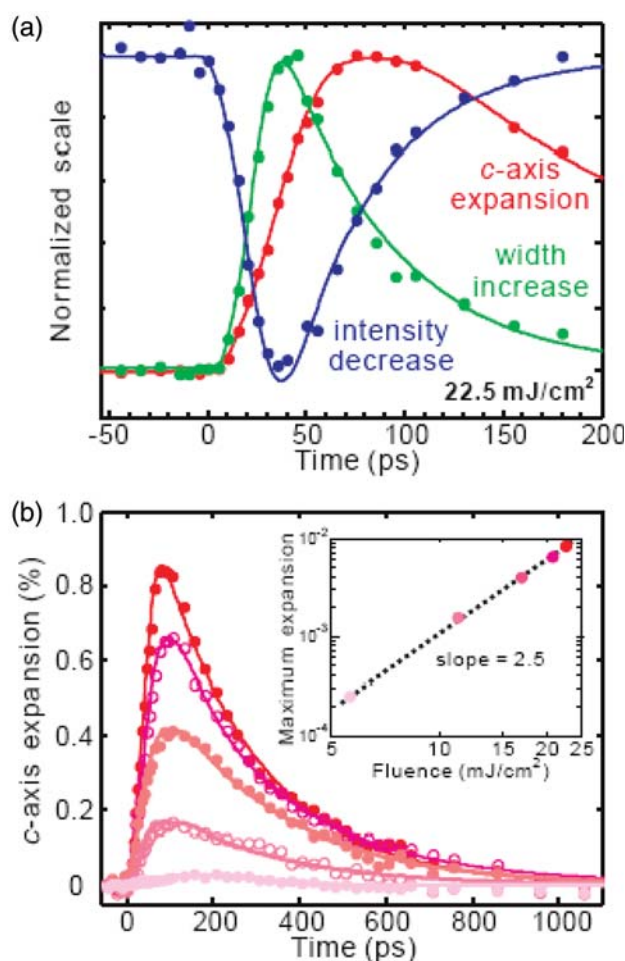 (a)
Normalized scale
c-axis
expansion
width
increase
intensity
decrease
22.5 mJ/cm²
-50 0 50 100 150 200
Time (ps)
(b)
c-axis expansion (%)
1.0
0.8
0.6
0.4
0.2
0
0 200 400 600 800 1000
Time (ps)
Maximum expansion
10⁻²
10⁻³
10⁻⁴
slope = 2.5
5 10 20 25
Fluence (mJ/cm²)